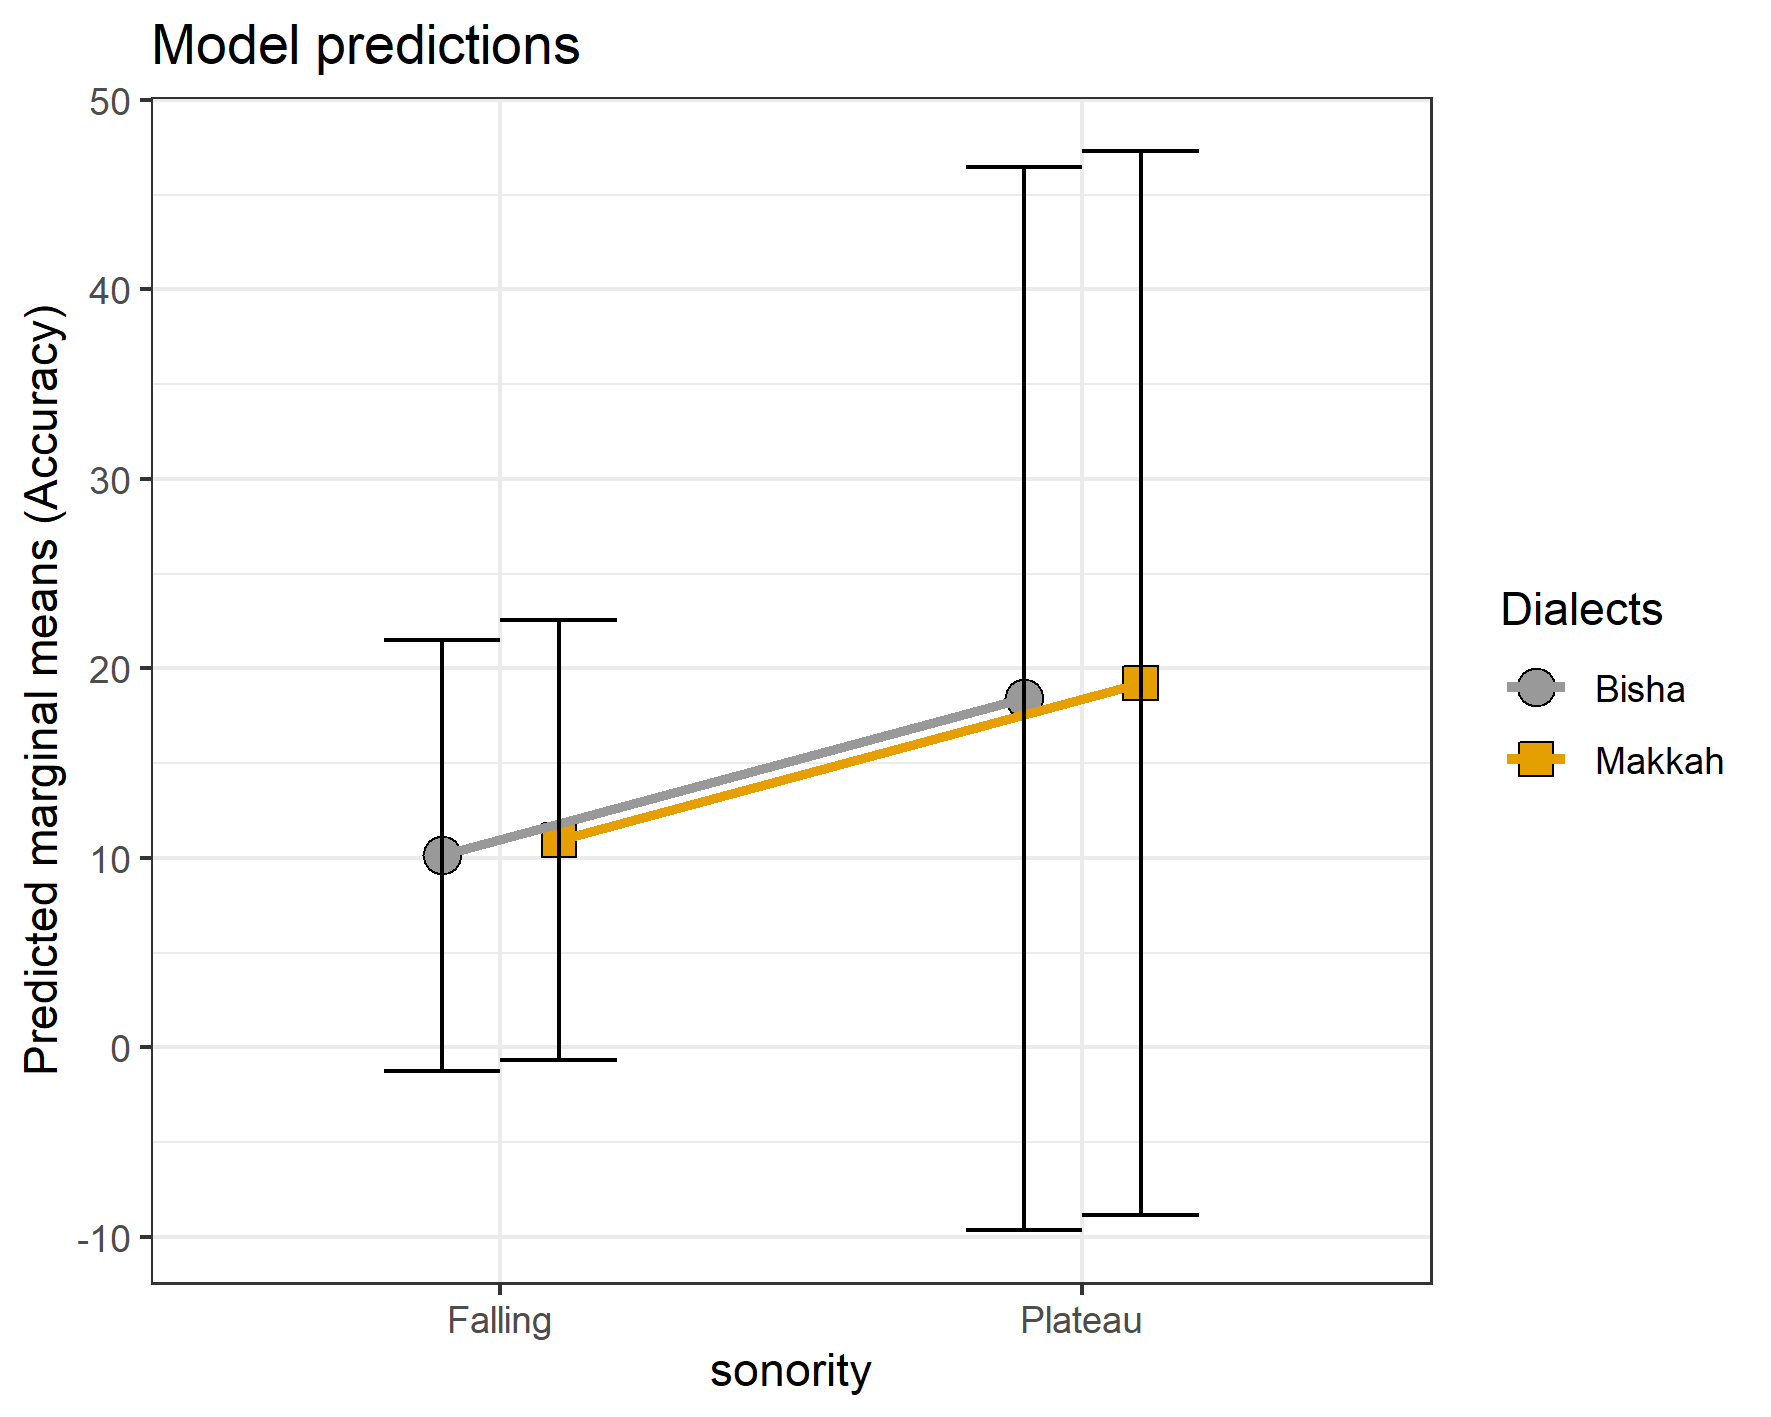 Model predictions
Predicted marginal means (Accuracy)
50
40
30
20
10
0
-10
Falling
Plateau
sonority
Dialects
Bisha
Makkah